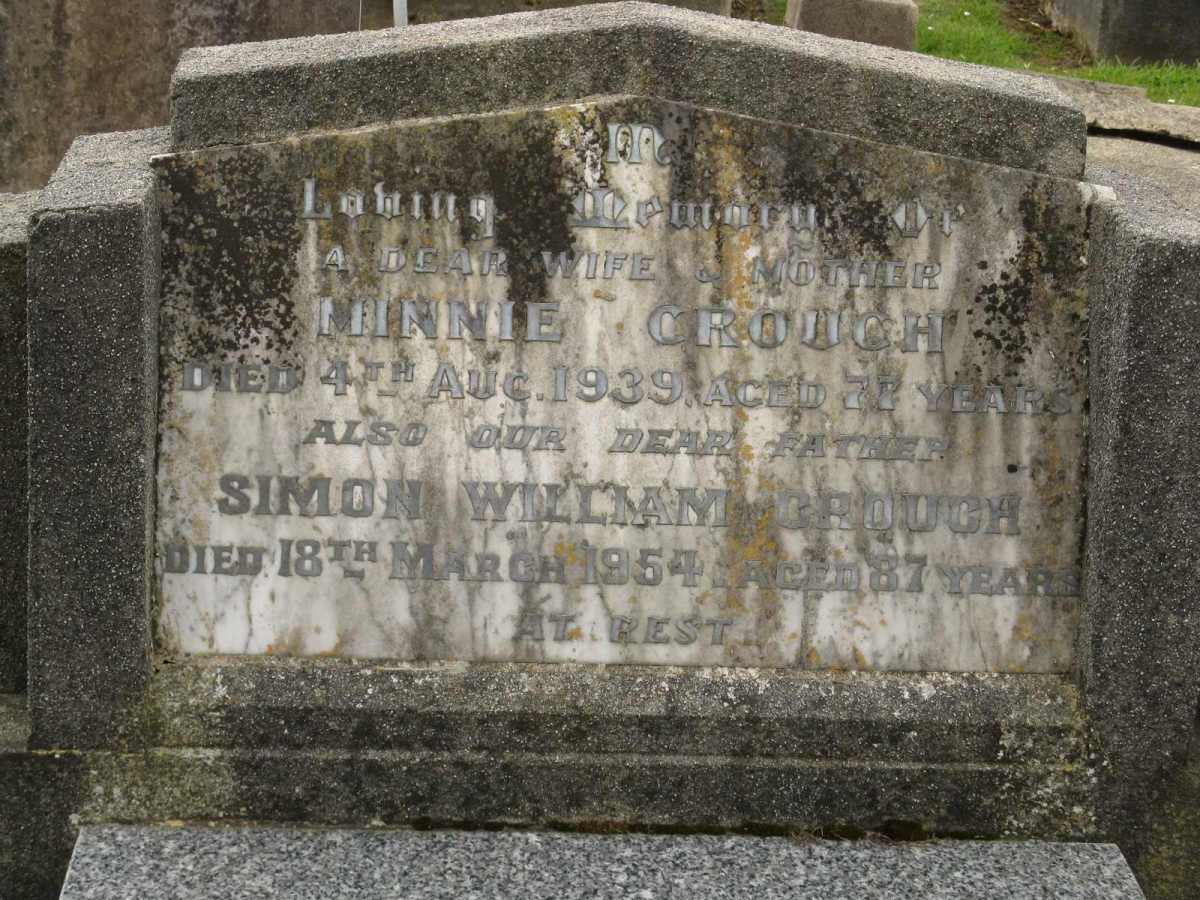 In
Loving Memory Of
A DEAR WIFE & MOTHER
MINNIE CROUCH
DIED 4TH AUG. 1939. AGED 77 YEARS
ALSO OUR DEAR FATHER
SIMON WILLIAM CROUCH
DIED 18TH MARCH 1954. AGED 87 YEARS
AT REST